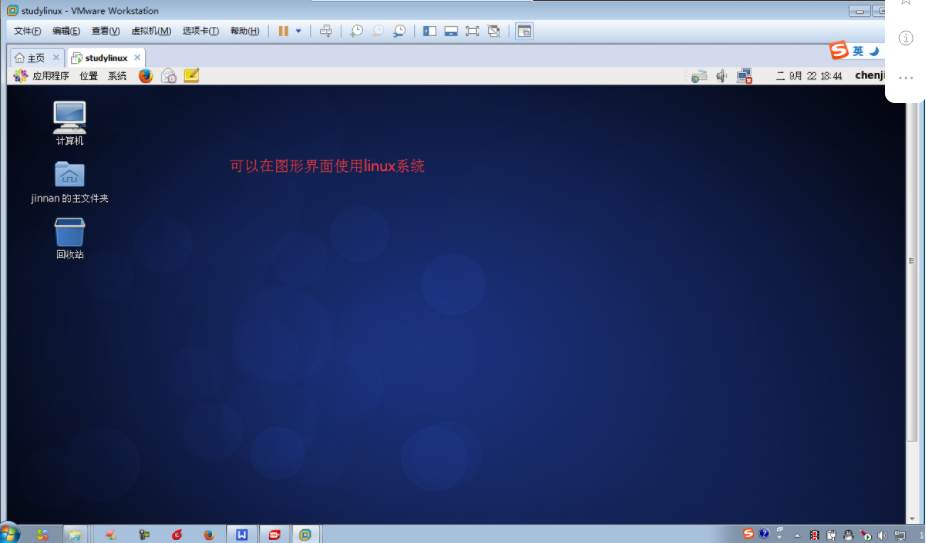 studylinux - VMware Workstation
文件(F) 编辑(E) 查看(V) 虚拟机(M) 选项卡(T) 帮助(H)
主页 studylinux
英
应用程序 位置 系统 二 9月 22 18:44 chenji
计算机
可以在图形界面使用linux系统
jinnan 的主文件夹
回收站